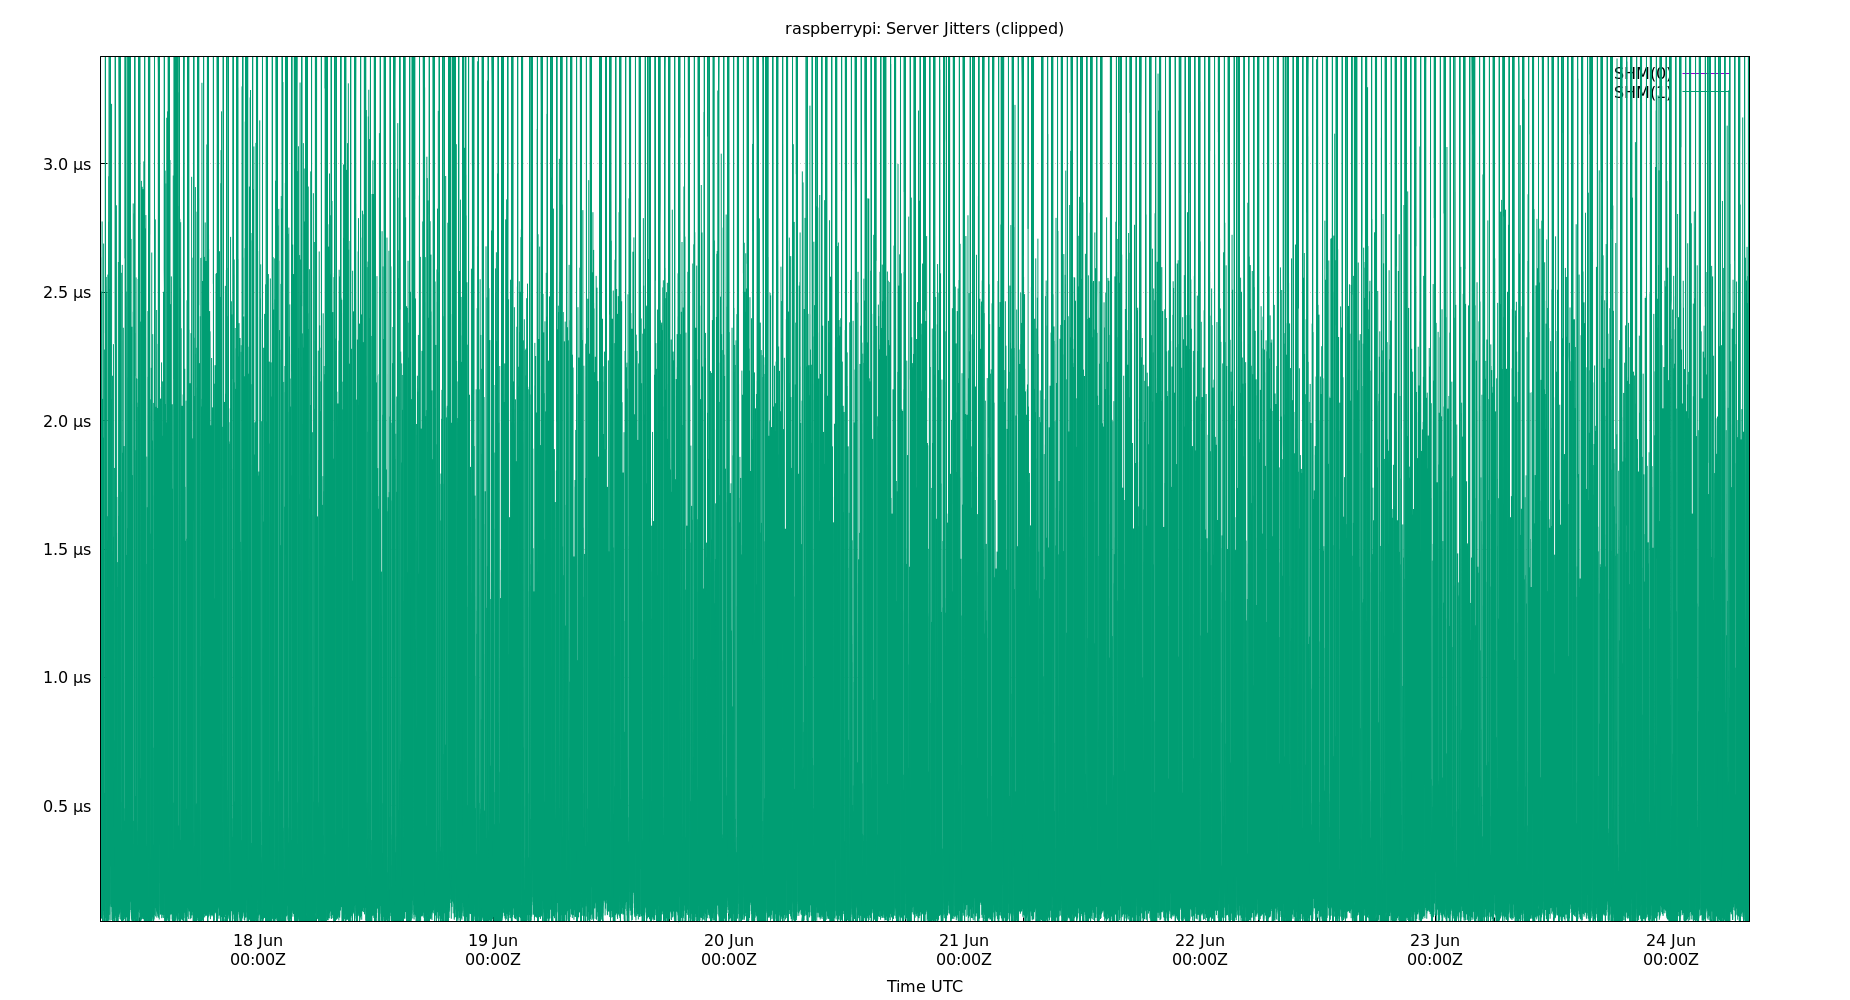 raspberrypi: Server Jitters (clipped)
SHM(0)
SHM(1)
3.0 μs
2.5 μs
2.0 μs
1.5 μs
1.0 μs
0.5 μs
18 Jun 19 Jun 20 Jun 21 Jun 22 Jun 23 Jun 24 Jun
00:00Z 00:00Z 00:00Z 00:00Z 00:00Z 00:00Z 00:00Z
Time UTC